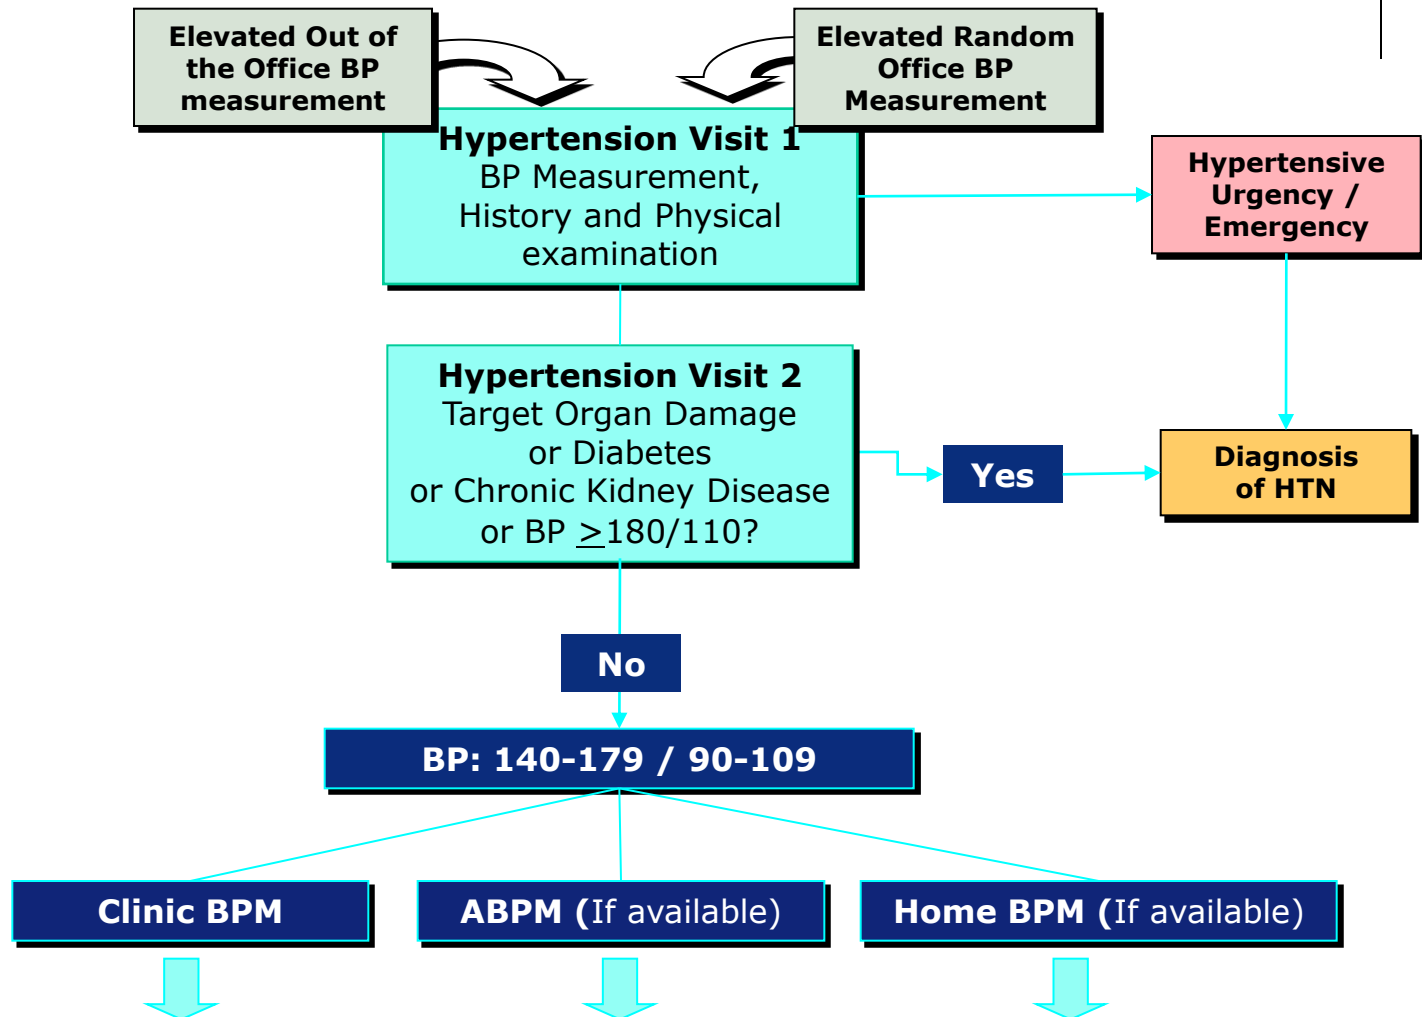 Elevated Out of
the Office BP
measurement
Elevated Random
Office BP
Measurement
Hypertension Visit 1
BP Measurement,
History and Physical
examination
Hypertensive
Urgency /
Emergency
Hypertension Visit 2
Target Organ Damage
or Diabetes
or Chronic Kidney Disease
or BP >180/110?
Yes
Diagnosis
of HTN
No
BP: 140-179 / 90-109
Clinic BPM
ABPM (If available)
Home BPM (If available)